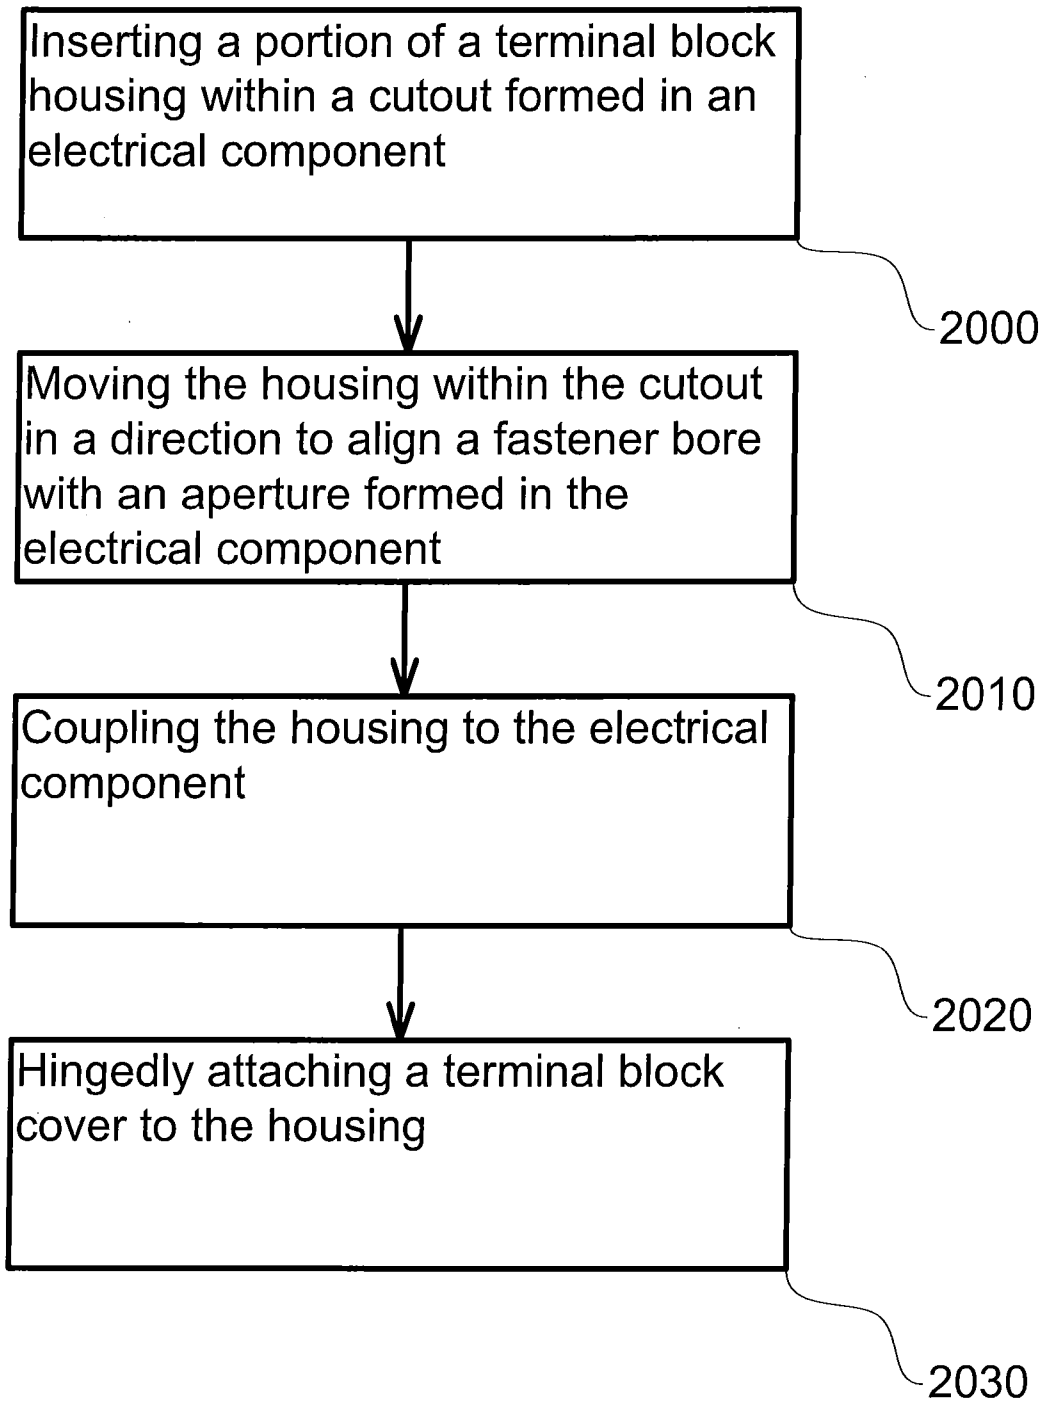 Inserting a portion of a terminal block
housing within a cutout formed in an
electrical component
2000
Moving the housing within the cutout
in a direction to align a fastener bore
with an aperture formed in the
electrical component
2010
Coupling the housing to the electrical
component
2020
Hingedly attaching a terminal block
cover to the housing
2030